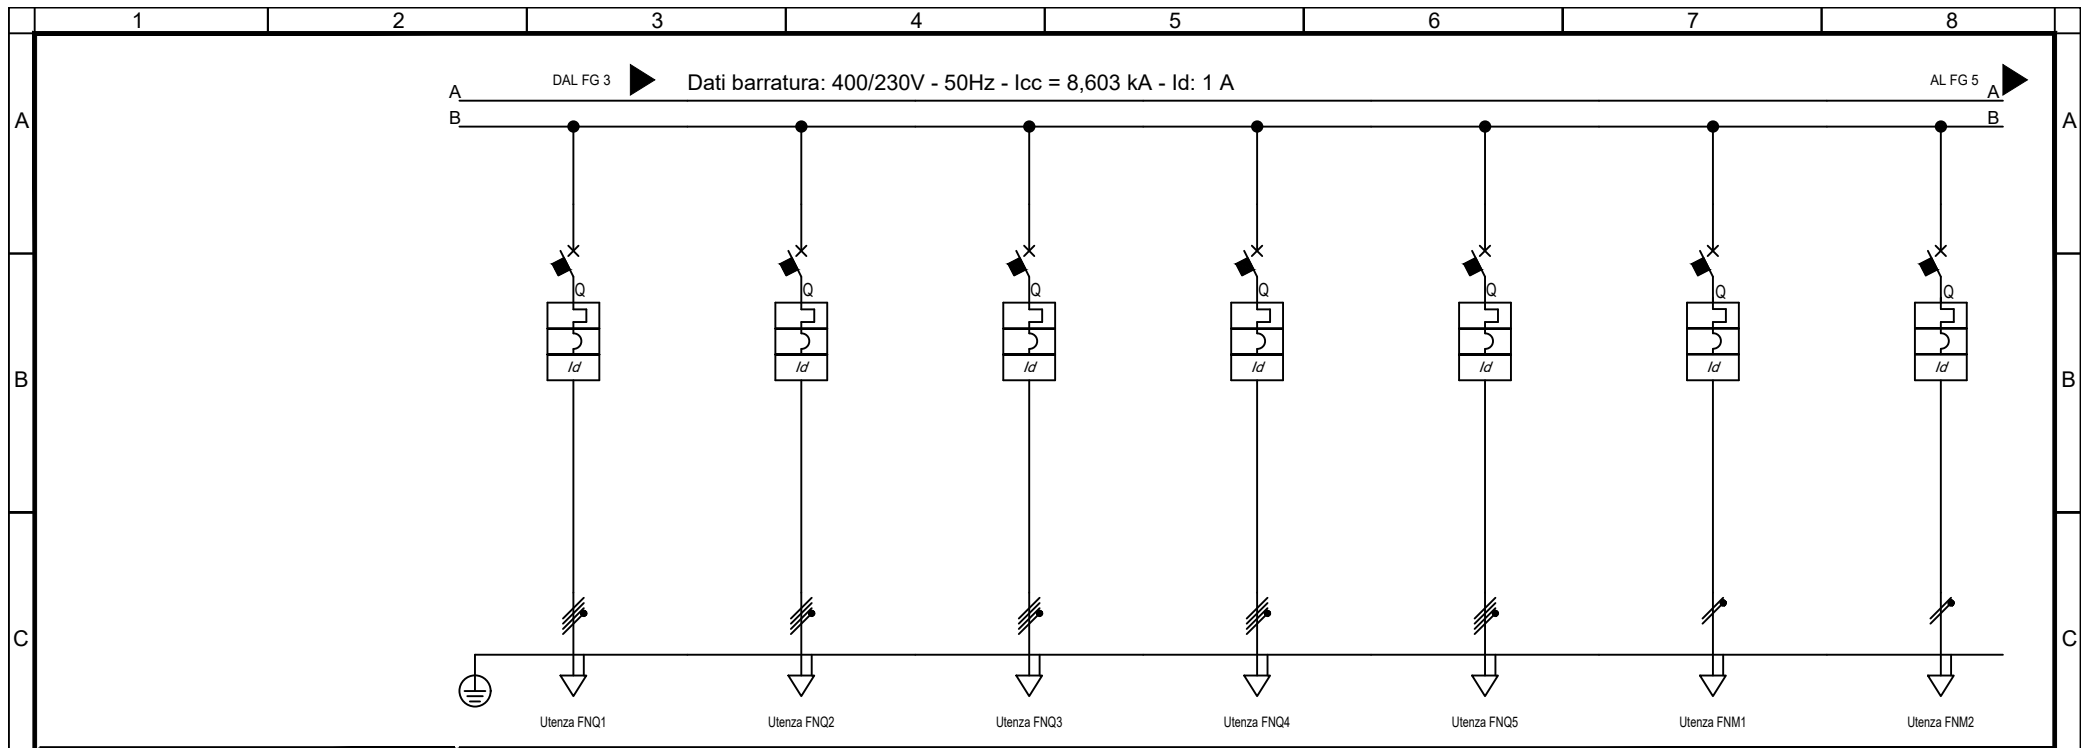 1 2 3 4 5 6 7 8
DAL FG 3 Dati barratura: 400/230V - 50Hz - Icc = 8,603 kA - Id: 1 A AL FG 5
A A
A A
B B
Q Q Q Q Q Q Q
Id Id Id Id Id Id Id
B B
C C
Utenza FNQ1 Utenza FNQ2 Utenza FNQ3 Utenza FNQ4 Utenza FNQ5 Utenza FNM1 Utenza FNM2